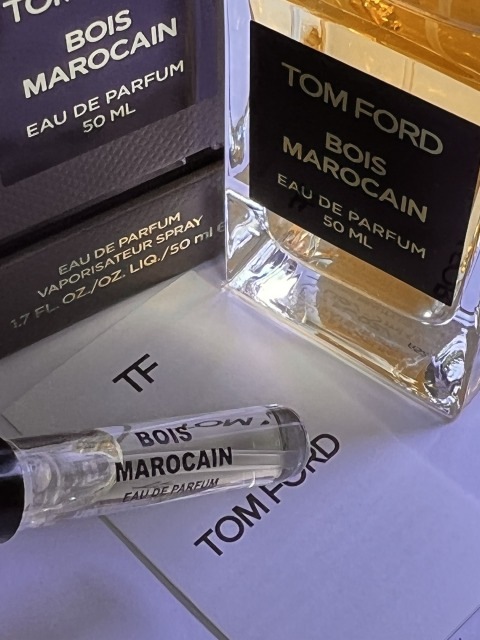 BOIS
MAROCAIN
EAU DE PARFUM
50 ML
EAU DE PARFUM
VAPORISATEUR SPRAY
1.7 FL. OZ./OZ. LIQ./50 ml e
TOM FORD
BOIS
MAROCAIN
EAU DE PARFUM
50 ML
TF
BOIS
MAROCAIN
EAU DE PARFUM
TOM FORD